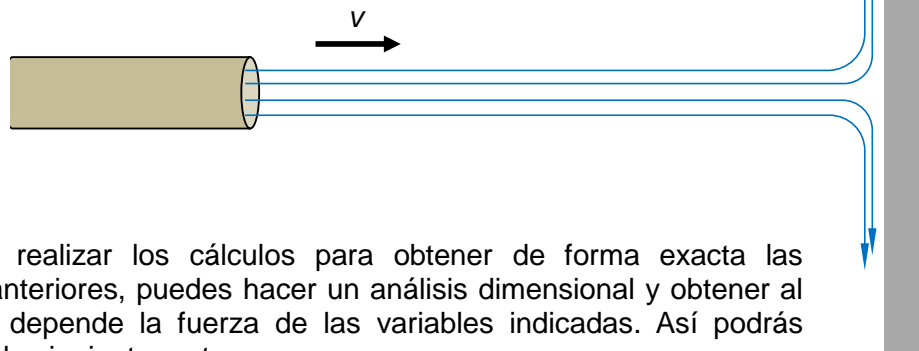 v
realizar los cálculos para obtener de forma exacta las
anteriores, puedes hacer un análisis dimensional y obtener al
depende la fuerza de las variables indicadas. Así podrás